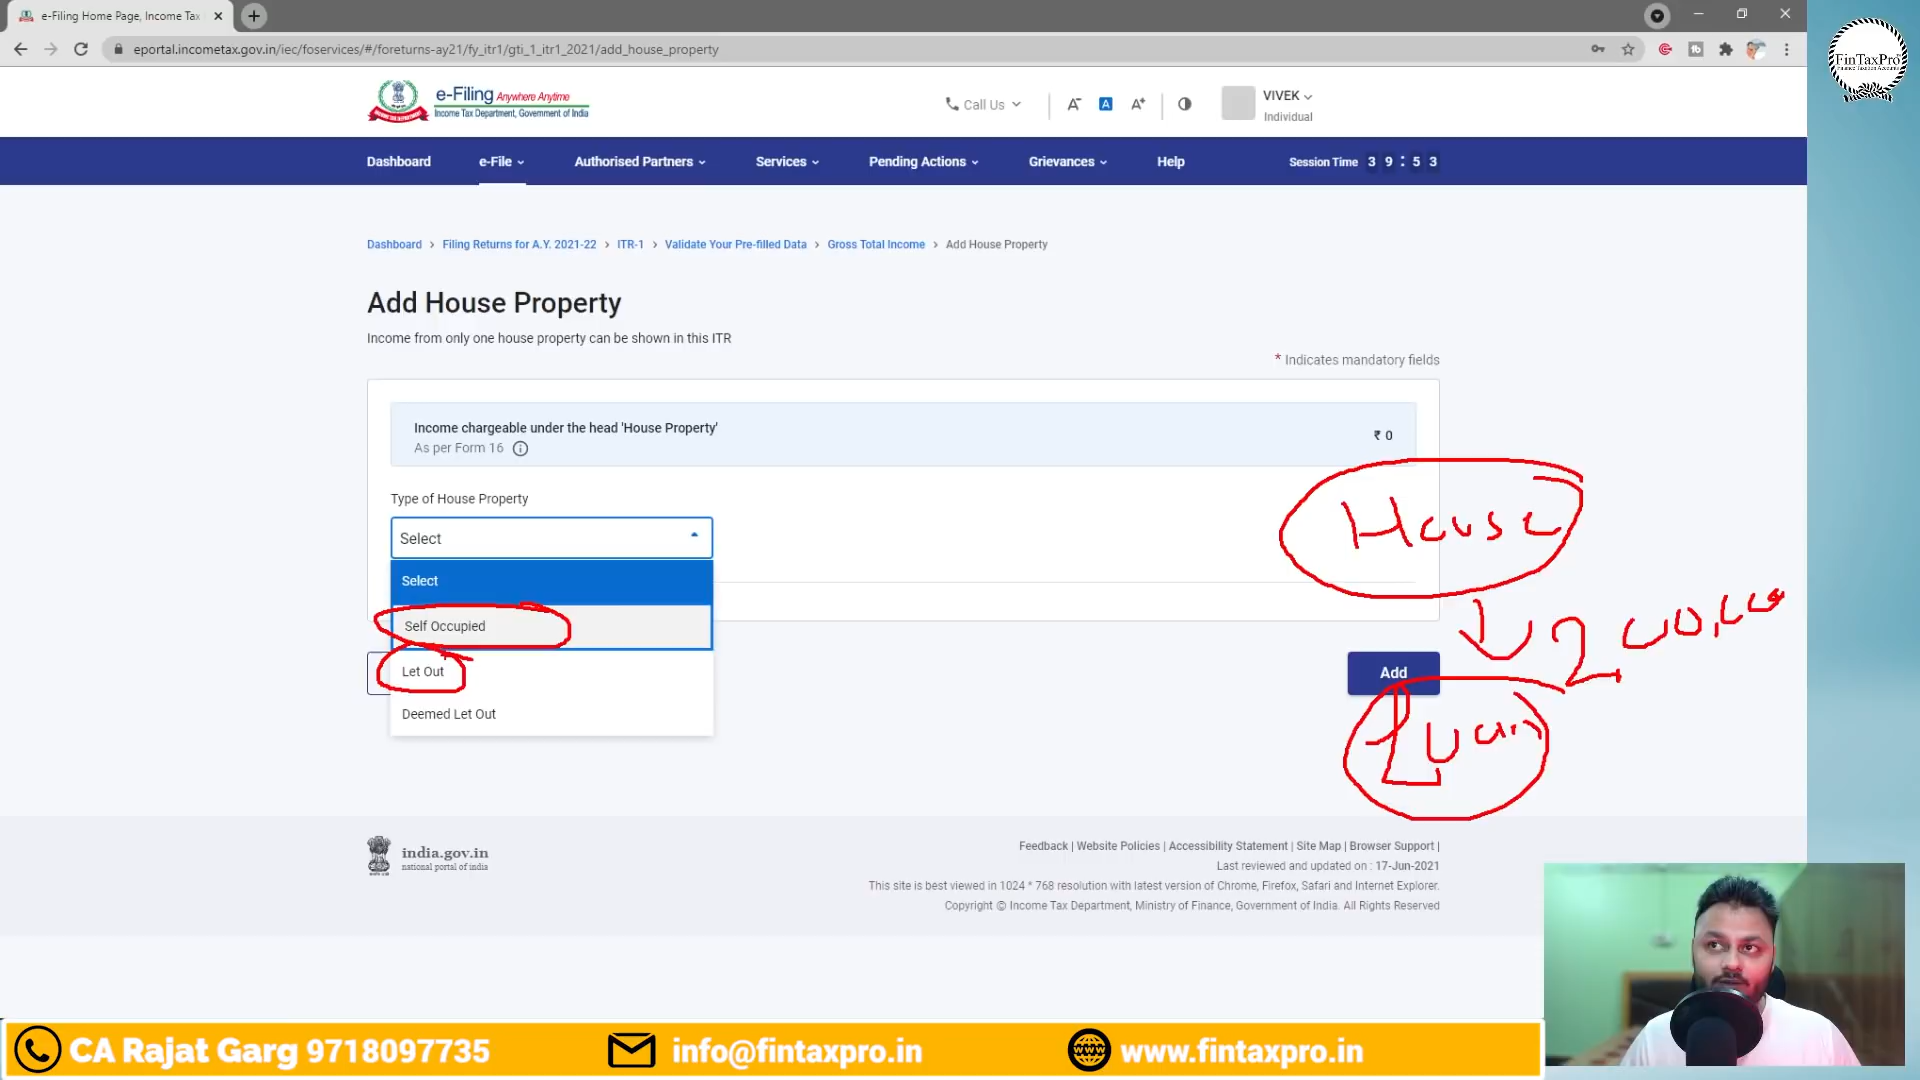 e-Filing Home Page, Income Tax
eportal.incometax.gov.in/iec/foservices/#/foreturns-ay21/fy_itr1/gti_1_itr1_2021/add_house_property
FinTaxPro
e-Filing Anywhere Anytime
Income Tax Department, Government of India
Call Us
A- A A+
VIVEK
Individual
Dashboard e-File Authorised Partners Services Pending Actions Grievances Help Session Time 3 9 : 5 3
Dashboard > Filing Returns for A.Y. 2021-22 > ITR-1 > Validate Your Pre-filled Data > Gross Total Income > Add House Property
Add House Property
Income from only one house property can be shown in this ITR
* Indicates mandatory fields
Income chargeable under the head 'House Property'
As per Form 16
₹ 0
Type of House Property
Select
House
Select
Self Occupied
Let Out
Add
Loan
Deemed Let Out
india.gov.in
national portal of india
Feedback | Website Policies | Accessibility Statement | Site Map | Browser Support |
Last reviewed and updated on : 17-Jun-2021
This site is best viewed in 1024 * 768 resolution with latest version of Chrome, Firefox, Safari and Internet Explorer.
Copyright © Income Tax Department, Ministry of Finance, Government of India. All Rights Reserved
CA Rajat Garg 9718097735 info@fintaxpro.in www.fintaxpro.in